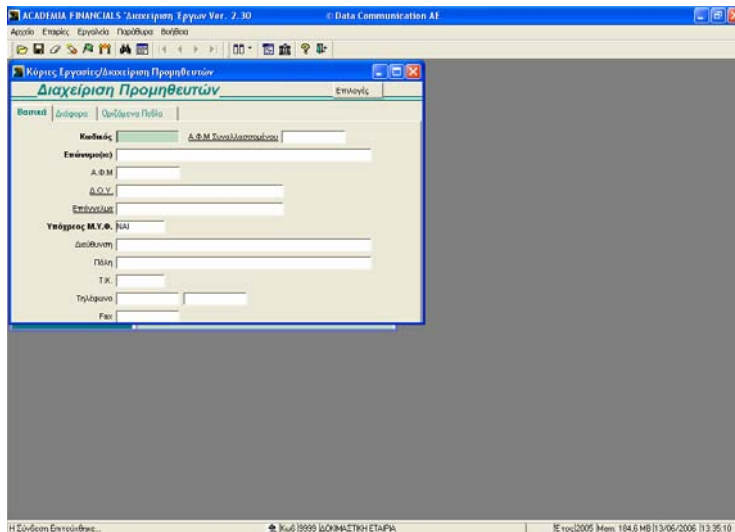 ACADEMIA FINANCIALS 'Διαχείριση Έργων Ver. 2.30 © Data Communication AE
Αρχείο Εταιρίες Εργαλεία Παράθυρα Βοήθεια
Κύριες Εργασίες/Διαχείριση Προμηθευτών
Διαχείριση Προμηθευτών Επιλογές
Βασικά Διάφορα Οριζόμενα Πεδία
Κωδικός Α.Φ.Μ Συναλλασσομένου
Επώνυμο(ια)
Α.Φ.Μ
Δ.Ο.Υ.
Επάγγελμα
Υπόχρεος Μ.Υ.Φ. ΝΑΙ
Διεύθυνση
Πόλη
Τ.Κ.
Τηλέφωνα
Fax
Η Σύνδεση Επιτεύχθηκε... Κωδ 9999 ΔΟΚΙΜΑΣΤΙΚΗ ΕΤΑΙΡΙΑ Έτος 2005 Mem: 184.6 MB 13/06/2006 13:35:10